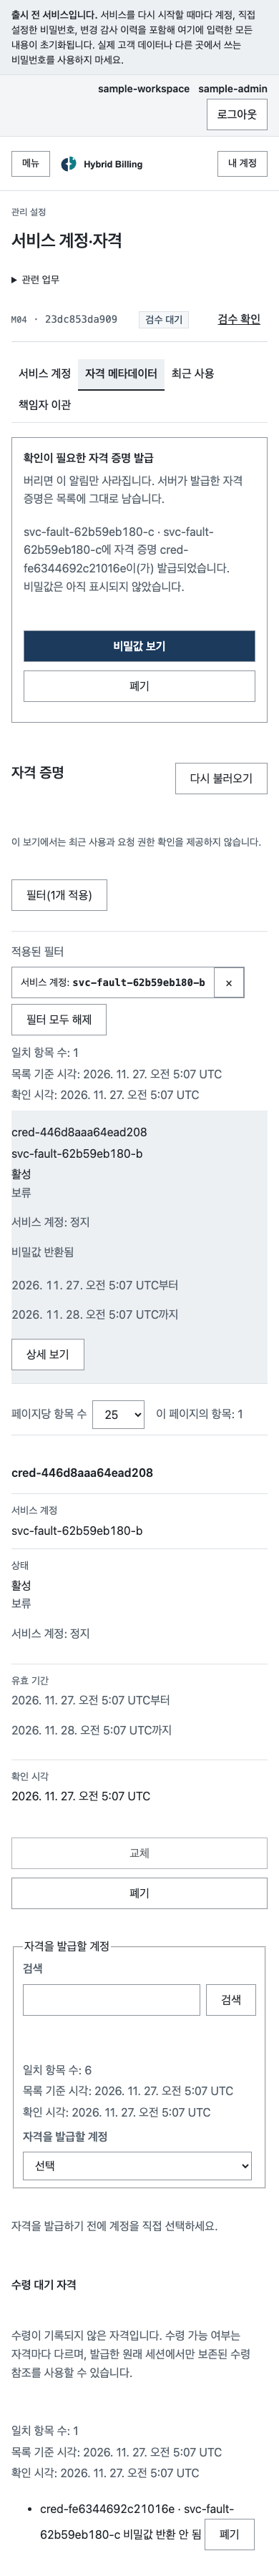 출시 전 서비스입니다. 서비스를 다시 시작할 때마다 계정, 직접
설정한 비밀번호, 변경 감사 이력을 포함해 여기에 입력한 모든
내용이 초기화됩니다. 실제 고객 데이터나 다른 곳에서 쓰는
비밀번호를 사용하지 마세요.
sample-workspace sample-admin
로그아웃
메뉴 Hybrid Billing 내 계정
관리 설정
서비스 계정·자격
▶ 관련 업무
M04 · 23dc853da909 검수 대기 검수 확인
서비스 계정 자격 메타데이터 최근 사용
책임자 이관
확인이 필요한 자격 증명 발급
버리면 이 알림만 사라집니다. 서버가 발급한 자격
증명은 목록에 그대로 남습니다.
svc-fault-62b59eb180-c · svc-fault-
62b59eb180-c에 자격 증명 cred-
fe6344692c21016e이(가) 발급되었습니다.
비밀값은 아직 표시되지 않았습니다.
비밀값 보기
폐기
자격 증명 다시 불러오기
이 보기에서는 최근 사용과 요청 권한 확인을 제공하지 않습니다.
필터(1개 적용)
적용된 필터
서비스 계정: svc-fault-62b59eb180-b ×
필터 모두 해제
일치 항목 수: 1
목록 기준 시각: 2026. 11. 27. 오전 5:07 UTC
확인 시각: 2026. 11. 27. 오전 5:07 UTC
cred-446d8aaa64ead208
svc-fault-62b59eb180-b
활성
보류
서비스 계정: 정지
비밀값 반환됨
2026. 11. 27. 오전 5:07 UTC부터
2026. 11. 28. 오전 5:07 UTC까지
상세 보기
페이지당 항목 수 25 이 페이지의 항목: 1
cred-446d8aaa64ead208
서비스 계정
svc-fault-62b59eb180-b
상태
활성
보류
서비스 계정: 정지
유효 기간
2026. 11. 27. 오전 5:07 UTC부터
2026. 11. 28. 오전 5:07 UTC까지
확인 시각
2026. 11. 27. 오전 5:07 UTC
교체
폐기
자격을 발급할 계정
검색
검색
일치 항목 수: 6
목록 기준 시각: 2026. 11. 27. 오전 5:07 UTC
확인 시각: 2026. 11. 27. 오전 5:07 UTC
자격을 발급할 계정
선택
자격을 발급하기 전에 계정을 직접 선택하세요.
수령 대기 자격
수령이 기록되지 않은 자격입니다. 수령 가능 여부는
자격마다 다르며, 발급한 원래 세션에서만 보존된 수령
참조를 사용할 수 있습니다.
일치 항목 수: 1
목록 기준 시각: 2026. 11. 27. 오전 5:07 UTC
확인 시각: 2026. 11. 27. 오전 5:07 UTC
• cred-fe6344692c21016e · svc-fault-
62b59eb180-c 비밀값 반환 안 됨 폐기